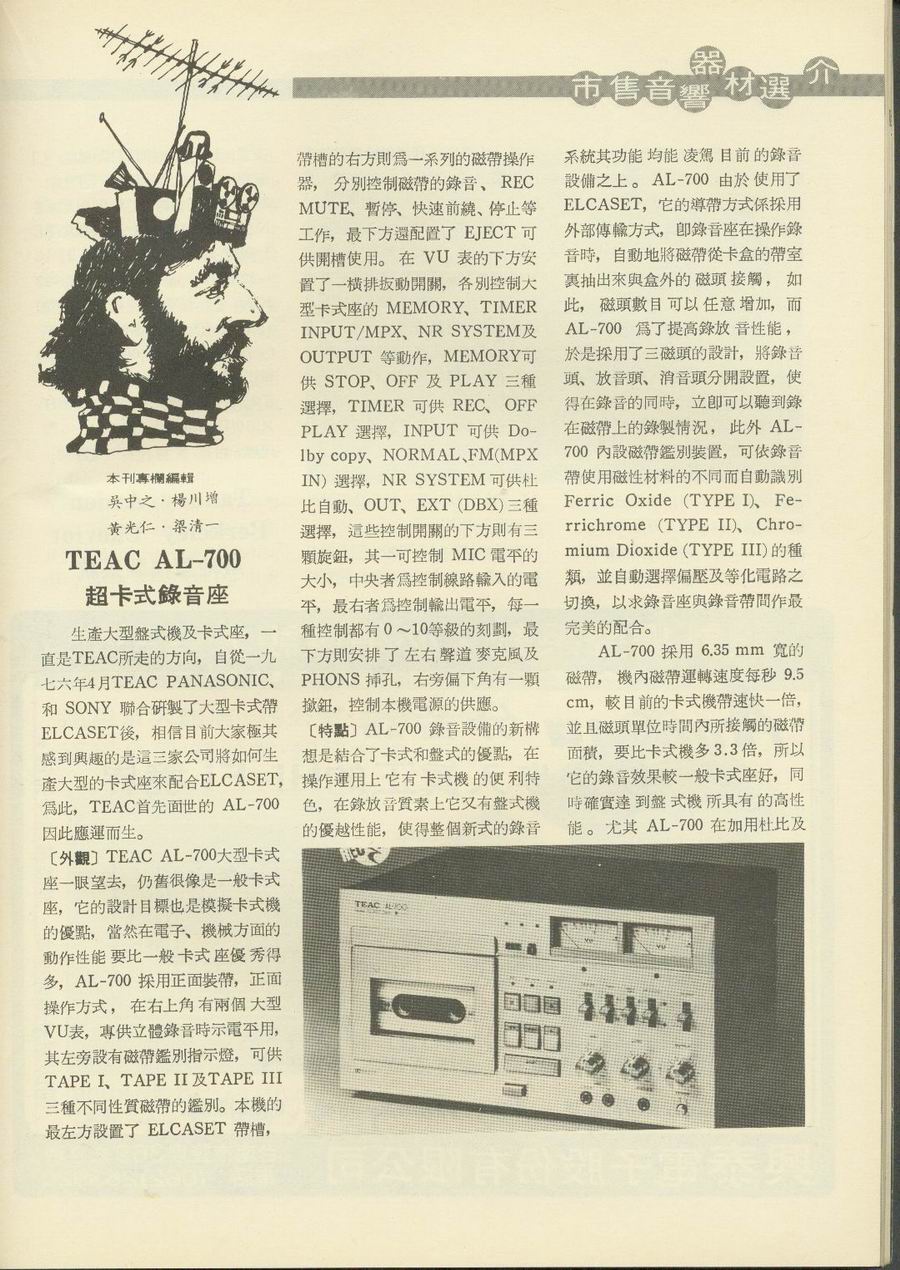 市售音響器材選介
本刊專欄編輯
吳中之·楊川增
黃光仁·梁清一
TEAC AL-700
超卡式錄音座
生產大型盤式機及卡式座，一
直是TEAC所走的方向，自從一九
七六年4月TEAC PANASONIC、
和 SONY 聯合研製了大型卡式帶
ELCASET後，相信目前大家極其
感到興趣的是這三家公司將如何生
產大型的卡式座來配合ELCASET，
爲此，TEAC首先面世的 AL-700
因此應運而生。
〔外觀〕TEAC AL-700大型卡式
座一眼望去，仍舊很像是一般卡式
座，它的設計目標也是模擬卡式機
的優點，當然在電子、機械方面的
動作性能要比一般卡式座優秀得
多，AL-700 採用正面裝帶，正面
操作方式，在右上角有兩個大型
VU表，專供立體錄音時示電平用，
其左旁設有磁帶鑑別指示燈，可供
TAPE I、TAPE II及TAPE III
三種不同性質磁帶的鑑別。本機的
最左方設置了 ELCASET 帶槽，
帶槽的右方則爲一系列的磁帶操作
器，分別控制磁帶的錄音、REC
MUTE、暫停、快速前繞、停止等
工作，最下方還配置了 EJECT 可
供開槽使用。在 VU 表的下方安
置了一橫排扳動開關，各別控制大
型卡式座的 MEMORY、TIMER
INPUT/MPX、NR SYSTEM及
OUTPUT 等動作，MEMORY可
供 STOP、OFF 及 PLAY 三種
選擇，TIMER 可供 REC、OFF
PLAY 選擇，INPUT 可供 Do-
lby copy、NORMAL、FM(MPX
IN) 選擇，NR SYSTEM可供杜
比自動、OUT、EXT (DBX)三種
選擇，這些控制開關的下方則有三
顆旋鈕，其一可控制 MIC 電平的
大小，中央者爲控制線路輸入的電
平，最右者爲控制輸出電平，每一
種控制都有0～10等級的刻劃，最
下方則安排了左右聲道麥克風及
PHONS 揷孔，右旁偏下角有一顆
撳鈕，控制本機電源的供應。
〔特點〕AL-700 錄音設備的新構
想是結合了卡式和盤式的優點，在
操作運用上它有卡式機的便利特
色，在錄放音質素上它又有盤式機
的優越性能，使得整個新式的錄音
系統其功能均能凌駕目前的錄音
設備之上。AL-700 由於使用了
ELCASET，它的導帶方式係採用
外部傳輸方式，卽錄音座在操作錄
音時，自動地將磁帶從卡盒的帶室
裏抽出來與盒外的磁頭接觸，如
此，磁頭數目可以任意增加，而
AL-700 爲了提高錄放音性能，
於是採用了三磁頭的設計，將錄音
頭、放音頭、消音頭分開設置，使
得在錄音的同時，立卽可以聽到錄
在磁帶上的錄製情況，此外 AL-
700 內設磁帶鑑別裝置，可依錄音
帶使用磁性材料的不同而自動識別
Ferric Oxide (TYPE I)、Fe-
rrichrome (TYPE II)、Chro-
mium Dioxide (TYPE III)的種
類，並自動選擇偏壓及等化電路之
切換，以求錄音座與錄音帶間作最
完美的配合。
AL-700 採用 6.35 mm 寬的
磁帶，機內磁帶運轉速度每秒 9.5
cm，較目前的卡式機帶速快一倍，
並且磁頭單位時間內所接觸的磁帶
面積，要比卡式機多3.3倍，所以
它的錄音效果較一般卡式座好，同
時確實達到盤式機所具有的高性
能。尤其 AL-700 在加用杜比及
TEAC AL-700
VU
VU